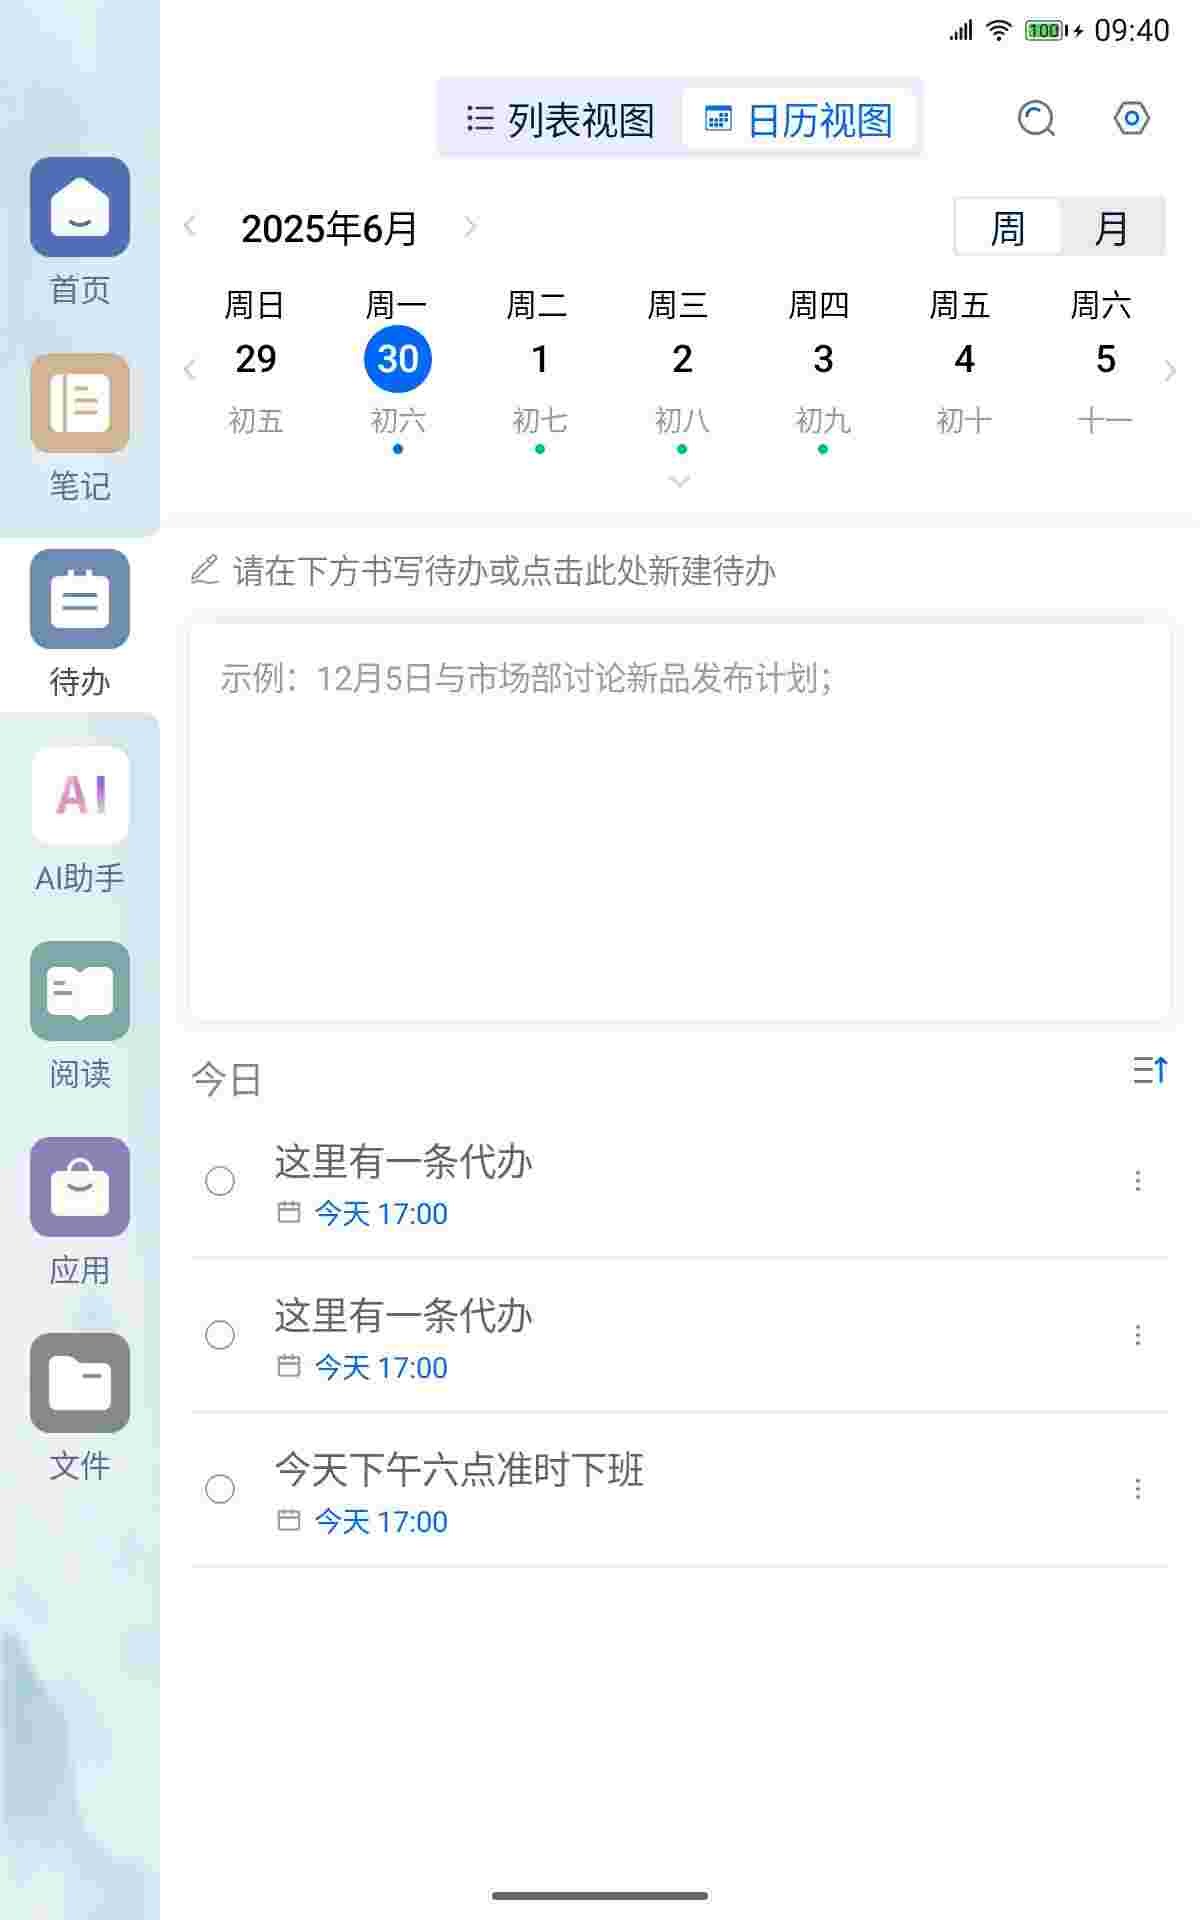 100 09:40
列表视图 日历视图
2025年6月 周 月
周日 周一 周二 周三 周四 周五 周六
29 30 1 2 3 4 5
初五 初六 初七 初八 初九 初十 十一
请在下方书写待办或点击此处新建待办
示例：12月5日与市场部讨论新品发布计划；
今日
这里有一条代办
今天 17:00
这里有一条代办
今天 17:00
今天下午六点准时下班
今天 17:00
首页
笔记
待办
AI
AI助手
阅读
应用
文件